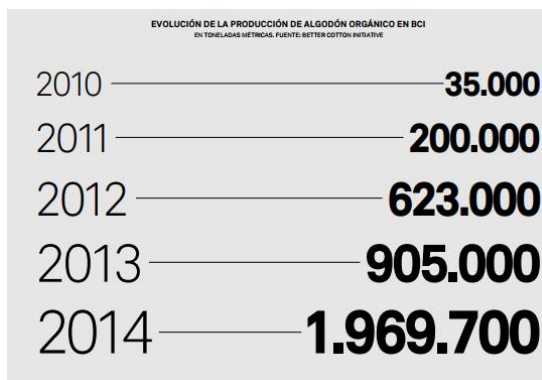 EVOLUCIÓN DE LA PRODUCCIÓN DE ALGODÓN ORGÁNICO EN BCI
EN TONELADAS MÉTRICAS. FUENTE: BETTER COTTON INITIATIVE
2010 35.000
2011 200.000
2012 623.000
2013 905.000
2014 1.969.700